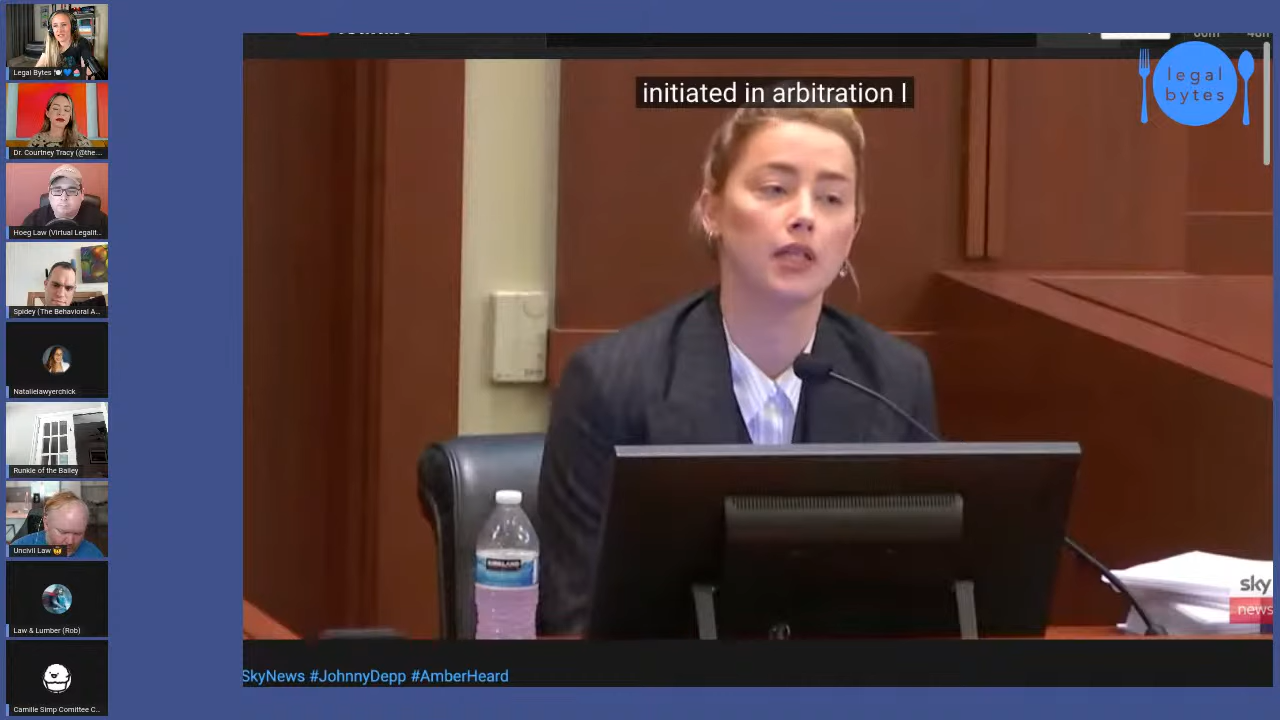 Legal Bytes 🍽💙🧁
Dr. Courtney Tracy (@the...
Hoeg Law (Virtual Legalit...
Spidey (The Behavioral A...
Natalielawyerchick
Runkle of the Bailey
Uncivil Law
Law & Lumber (Rob)
Camille Simp Comittee C...
initiated in arbitration I
legal
bytes
KIRKLAND
sky
news
SkyNews #JohnnyDepp #AmberHeard